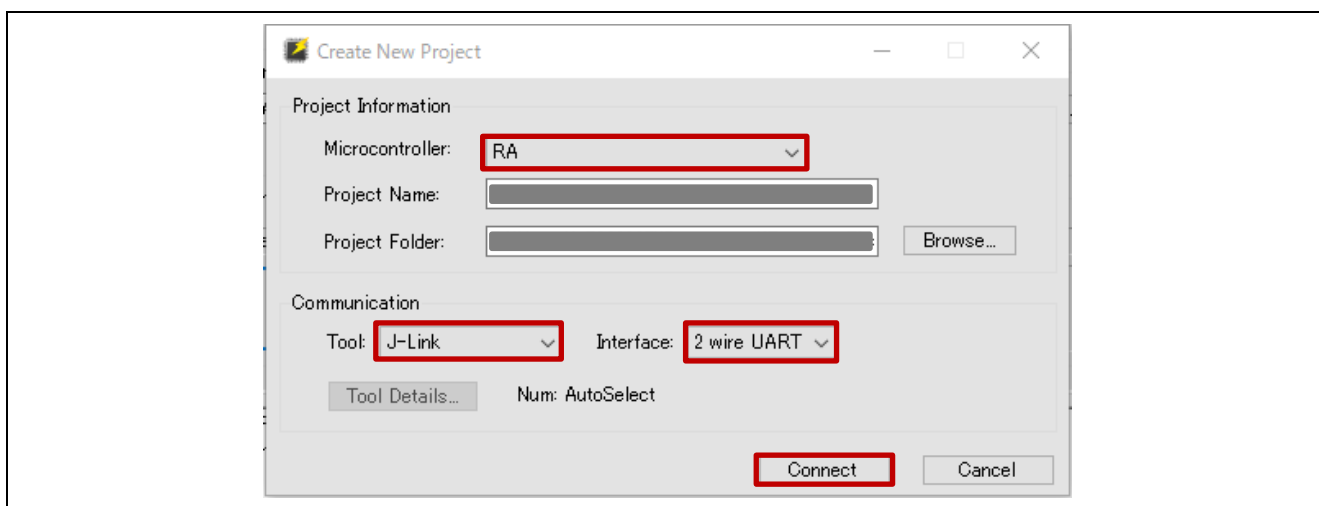 Create New Project
Project Information
Microcontroller: RA
Project Name:
Project Folder: Browse...
Communication
Tool: J-Link Interface: 2 wire UART
Tool Details... Num: AutoSelect
Connect Cancel